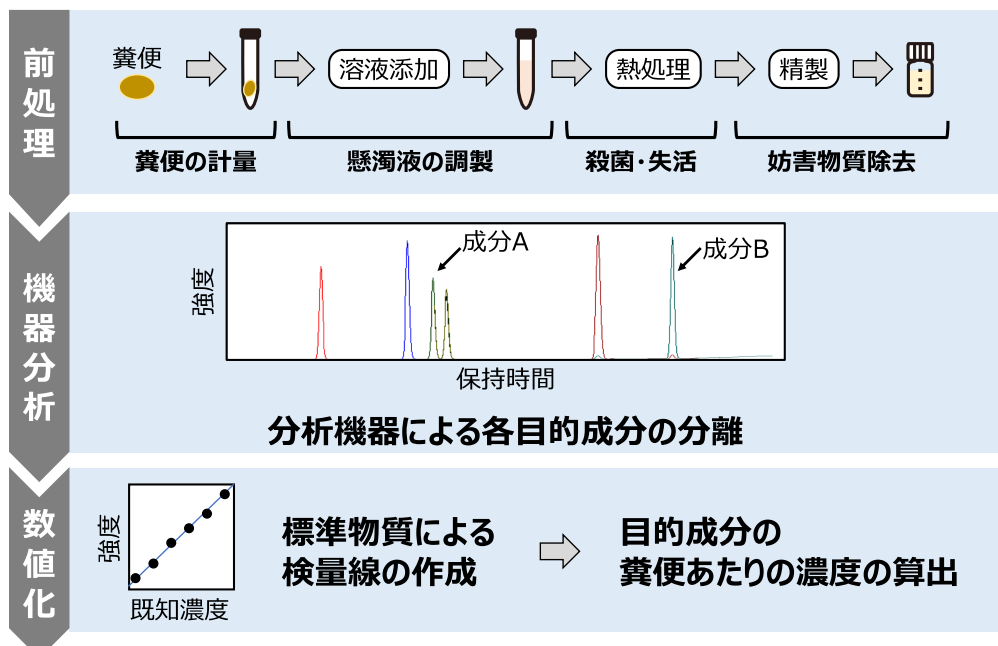 前処理
糞便
溶液添加
熱処理
精製
糞便の計量
懸濁液の調製
殺菌・失活
妨害物質除去
機器分析
成分A
成分B
強度
保持時間
分析機器による各目的成分の分離
数値化
強度
既知濃度
標準物質による
検量線の作成
目的成分の
糞便あたりの濃度の算出